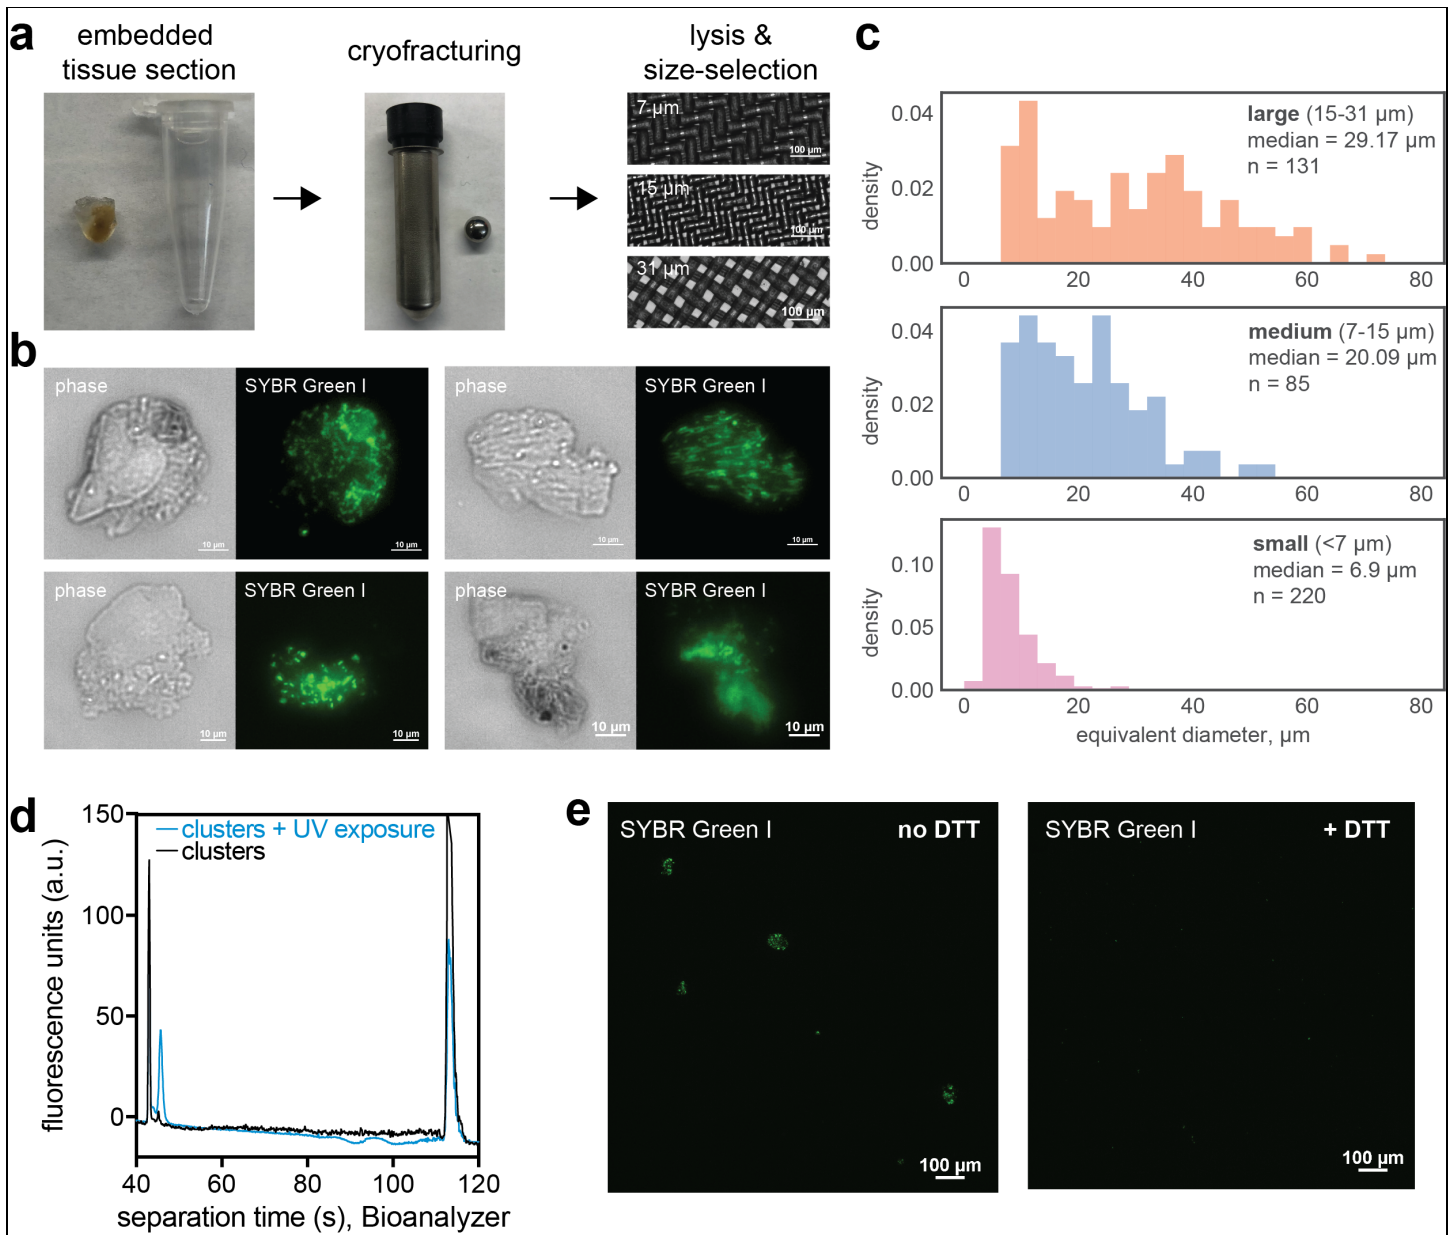 a
embedded
tissue section
cryofracturing
lysis &
size-selection
7 µm
100 µm
15 µm
100 µm
31 µm
100 µm
b
phase
10 µm
SYBR Green I
10 µm
phase
10 µm
SYBR Green I
10 µm
phase
10 µm
SYBR Green I
10 µm
phase
10 µm
SYBR Green I
10 µm
c
large (15-31 µm)
median = 29.17 µm
n = 131
density
0.04
0.02
0.00
0 20 40 60 80
medium (7-15 µm)
median = 20.09 µm
n = 85
density
0.04
0.02
0.00
0 20 40 60 80
small (<7 µm)
median = 6.9 µm
n = 220
density
0.10
0.05
0.00
0 20 40 60 80
equivalent diameter, µm
d
clusters + UV exposure
clusters
fluorescence units (a.u.)
150
100
50
0
40 60 80 100 120
separation time (s), Bioanalyzer
e
SYBR Green I no DTT
100 µm
SYBR Green I + DTT
100 µm